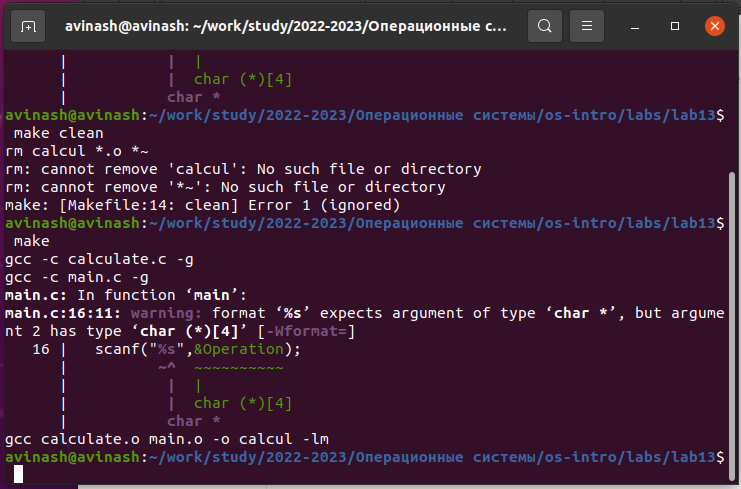 avinash@avinash: ~/work/study/2022-2023/Операционные с...
| | |
| | char (*)[4]
| char *
avinash@avinash:~/work/study/2022-2023/Операционные системы/os-intro/labs/lab13$
make clean
rm calcul *.o *~
rm: cannot remove 'calcul': No such file or directory
rm: cannot remove '*~': No such file or directory
make: [Makefile:14: clean] Error 1 (ignored)
avinash@avinash:~/work/study/2022-2023/Операционные системы/os-intro/labs/lab13$
make
gcc -c calculate.c -g
gcc -c main.c -g
main.c: In function ‘main’:
main.c:16:11: warning: format ‘%s’ expects argument of type ‘char *’, but argume
nt 2 has type ‘char (*)[4]’ [-Wformat=]
16 | scanf("%s",&Operation);
| ~^ ~~~~~~~~~~
| | |
| | char (*)[4]
| char *
gcc calculate.o main.o -o calcul -lm
avinash@avinash:~/work/study/2022-2023/Операционные системы/os-intro/labs/lab13$